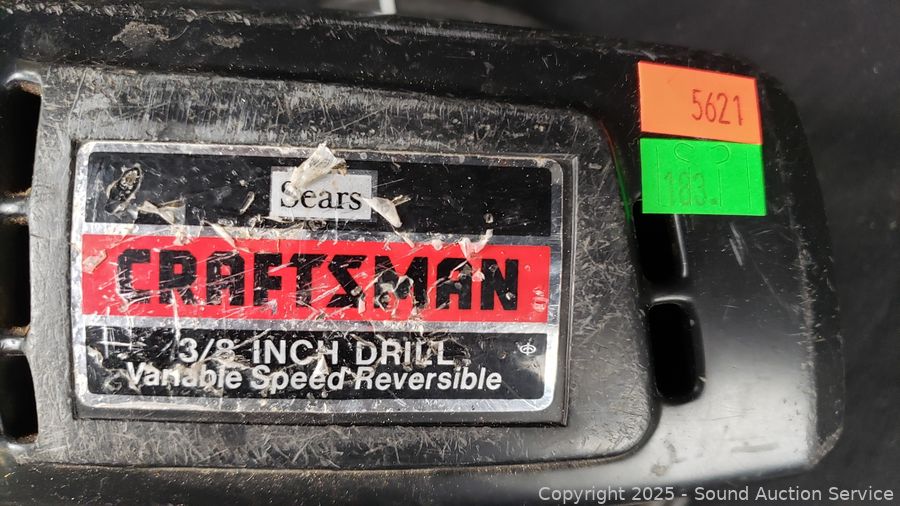 5621
183.
Sears
CRAFTSMAN
3/8 INCH DRILL
Variable Speed Reversible
Copyright 2025 - Sound Auction Service